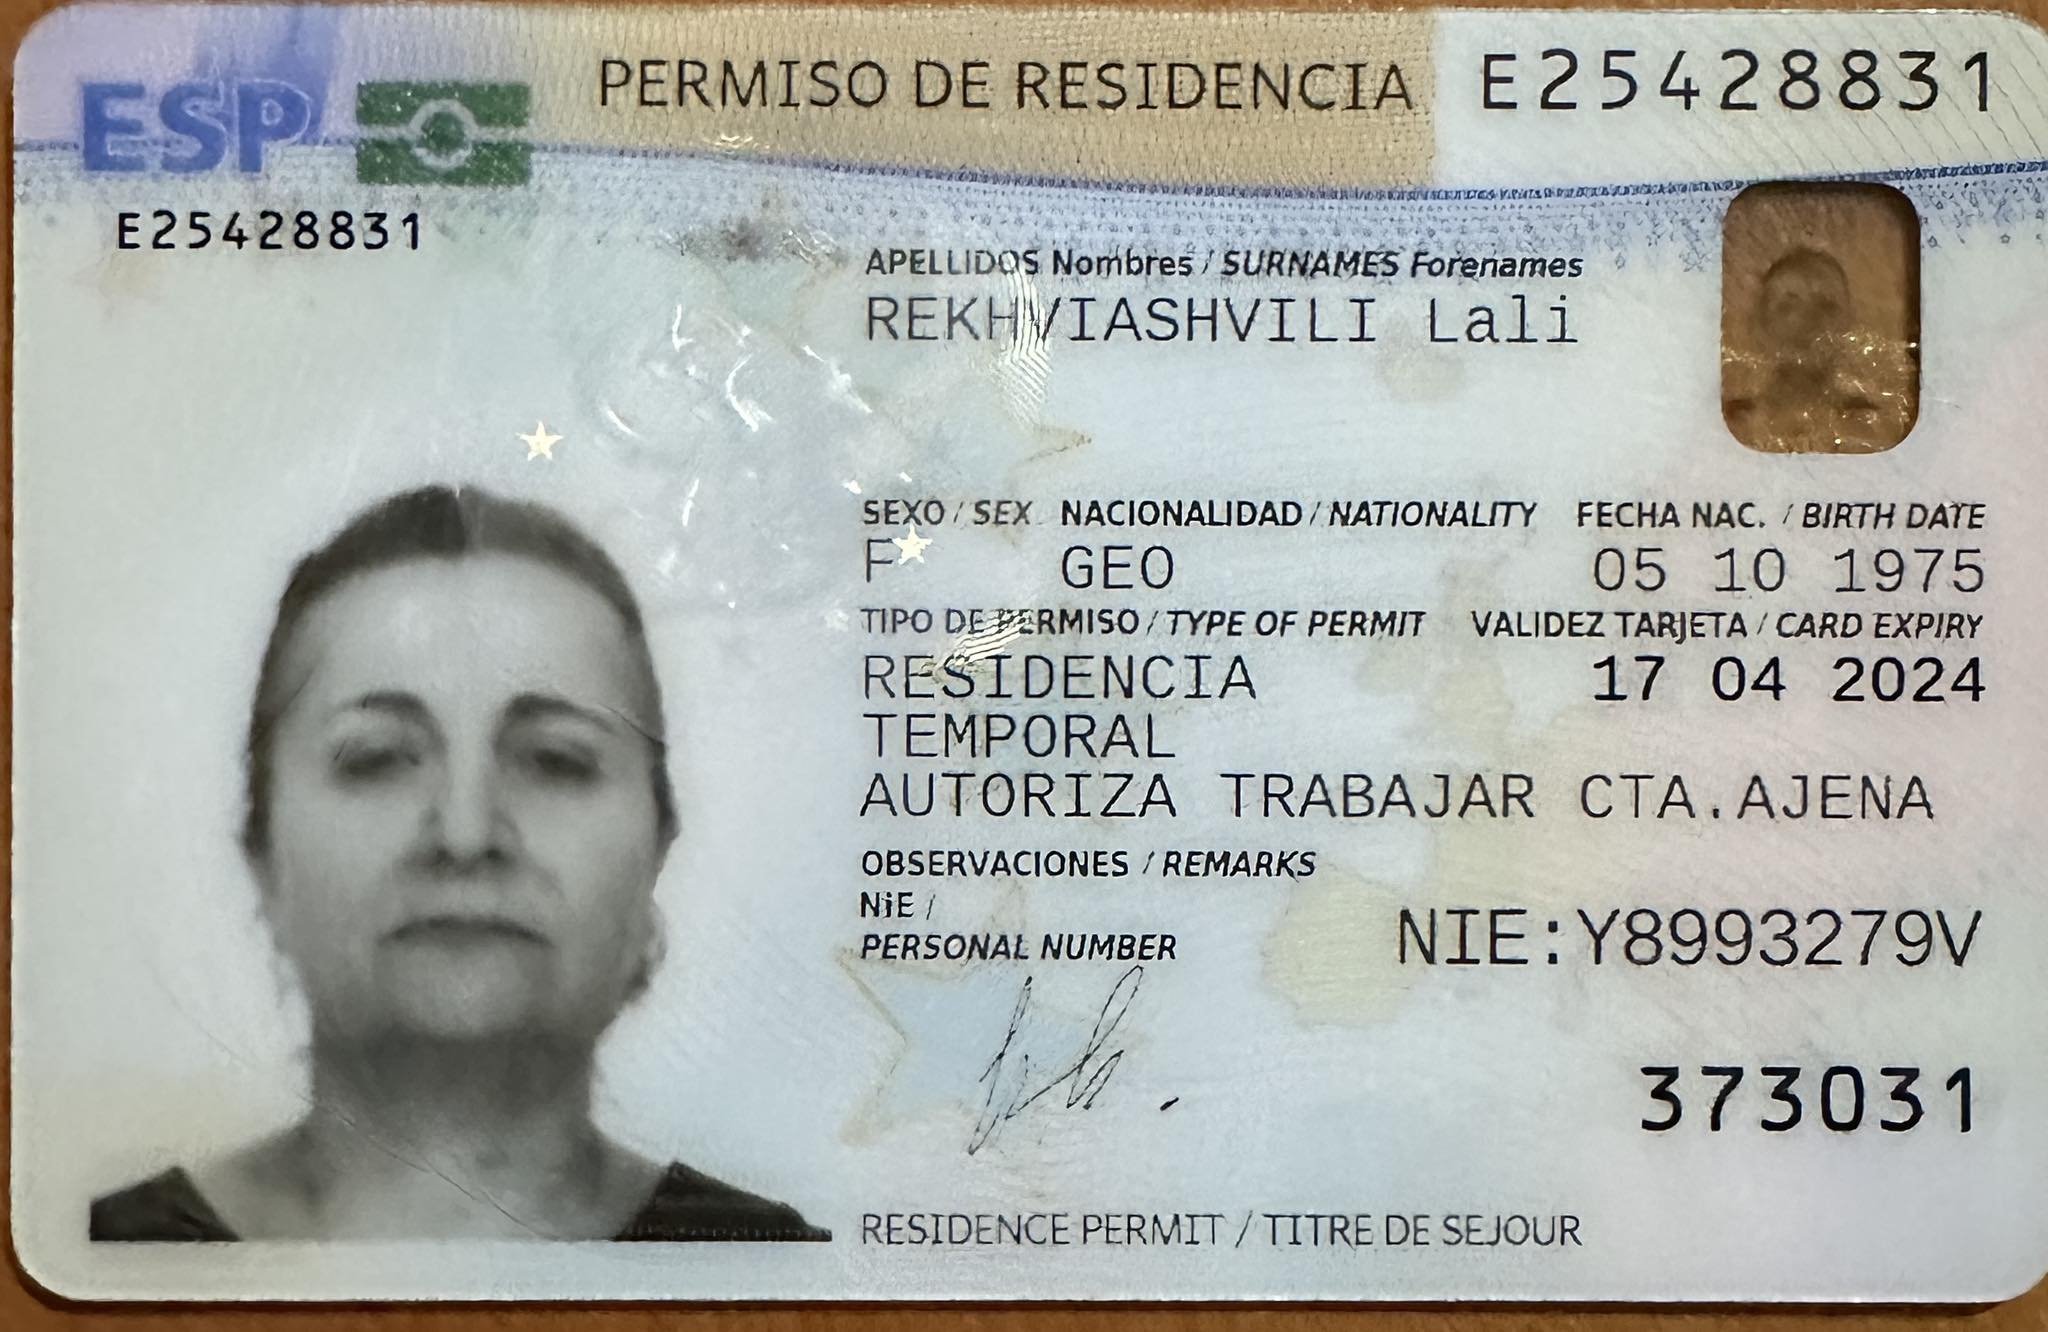 ESP
PERMISO DE RESIDENCIA
E25428831
E25428831
APELLIDOS Nombres / SURNAMES Forenames
REKHVIASHVILI Lali
SEXO / SEX NACIONALIDAD / NATIONALITY FECHA NAC. / BIRTH DATE
F GEO 05 10 1975
TIPO DE PERMISO / TYPE OF PERMIT VALIDEZ TARJETA / CARD EXPIRY
RESIDENCIA 17 04 2024
TEMPORAL
AUTORIZA TRABAJAR CTA.AJENA
OBSERVACIONES / REMARKS
NiE /
PERSONAL NUMBER
NIE:Y8993279V
373031
RESIDENCE PERMIT / TITRE DE SEJOUR